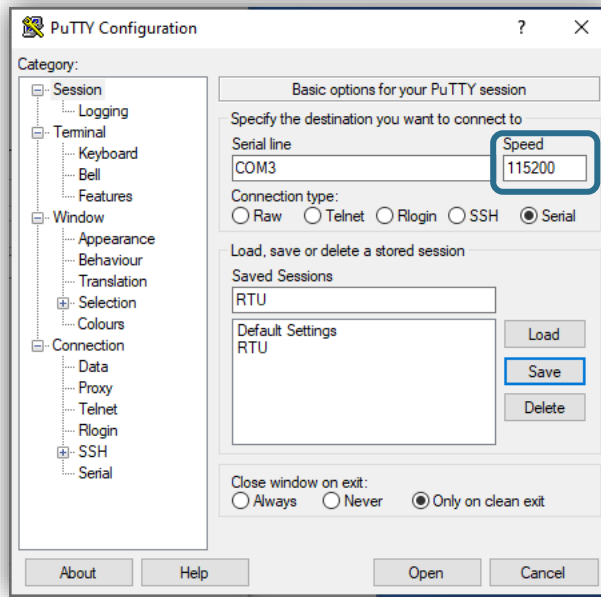 PuTTY Configuration
?
Category:
Session
Logging
Terminal
Keyboard
Bell
Features
Window
Appearance
Behaviour
Translation
Selection
Colours
Connection
Data
Proxy
Telnet
Rlogin
SSH
Serial
Basic options for your PuTTY session
Specify the destination you want to connect to
Serial line Speed
COM3 115200
Connection type:
Raw Telnet Rlogin SSH Serial
Load, save or delete a stored session
Saved Sessions
RTU
Default Settings
RTU
Load
Save
Delete
Close window on exit:
Always Never Only on clean exit
About Help Open Cancel